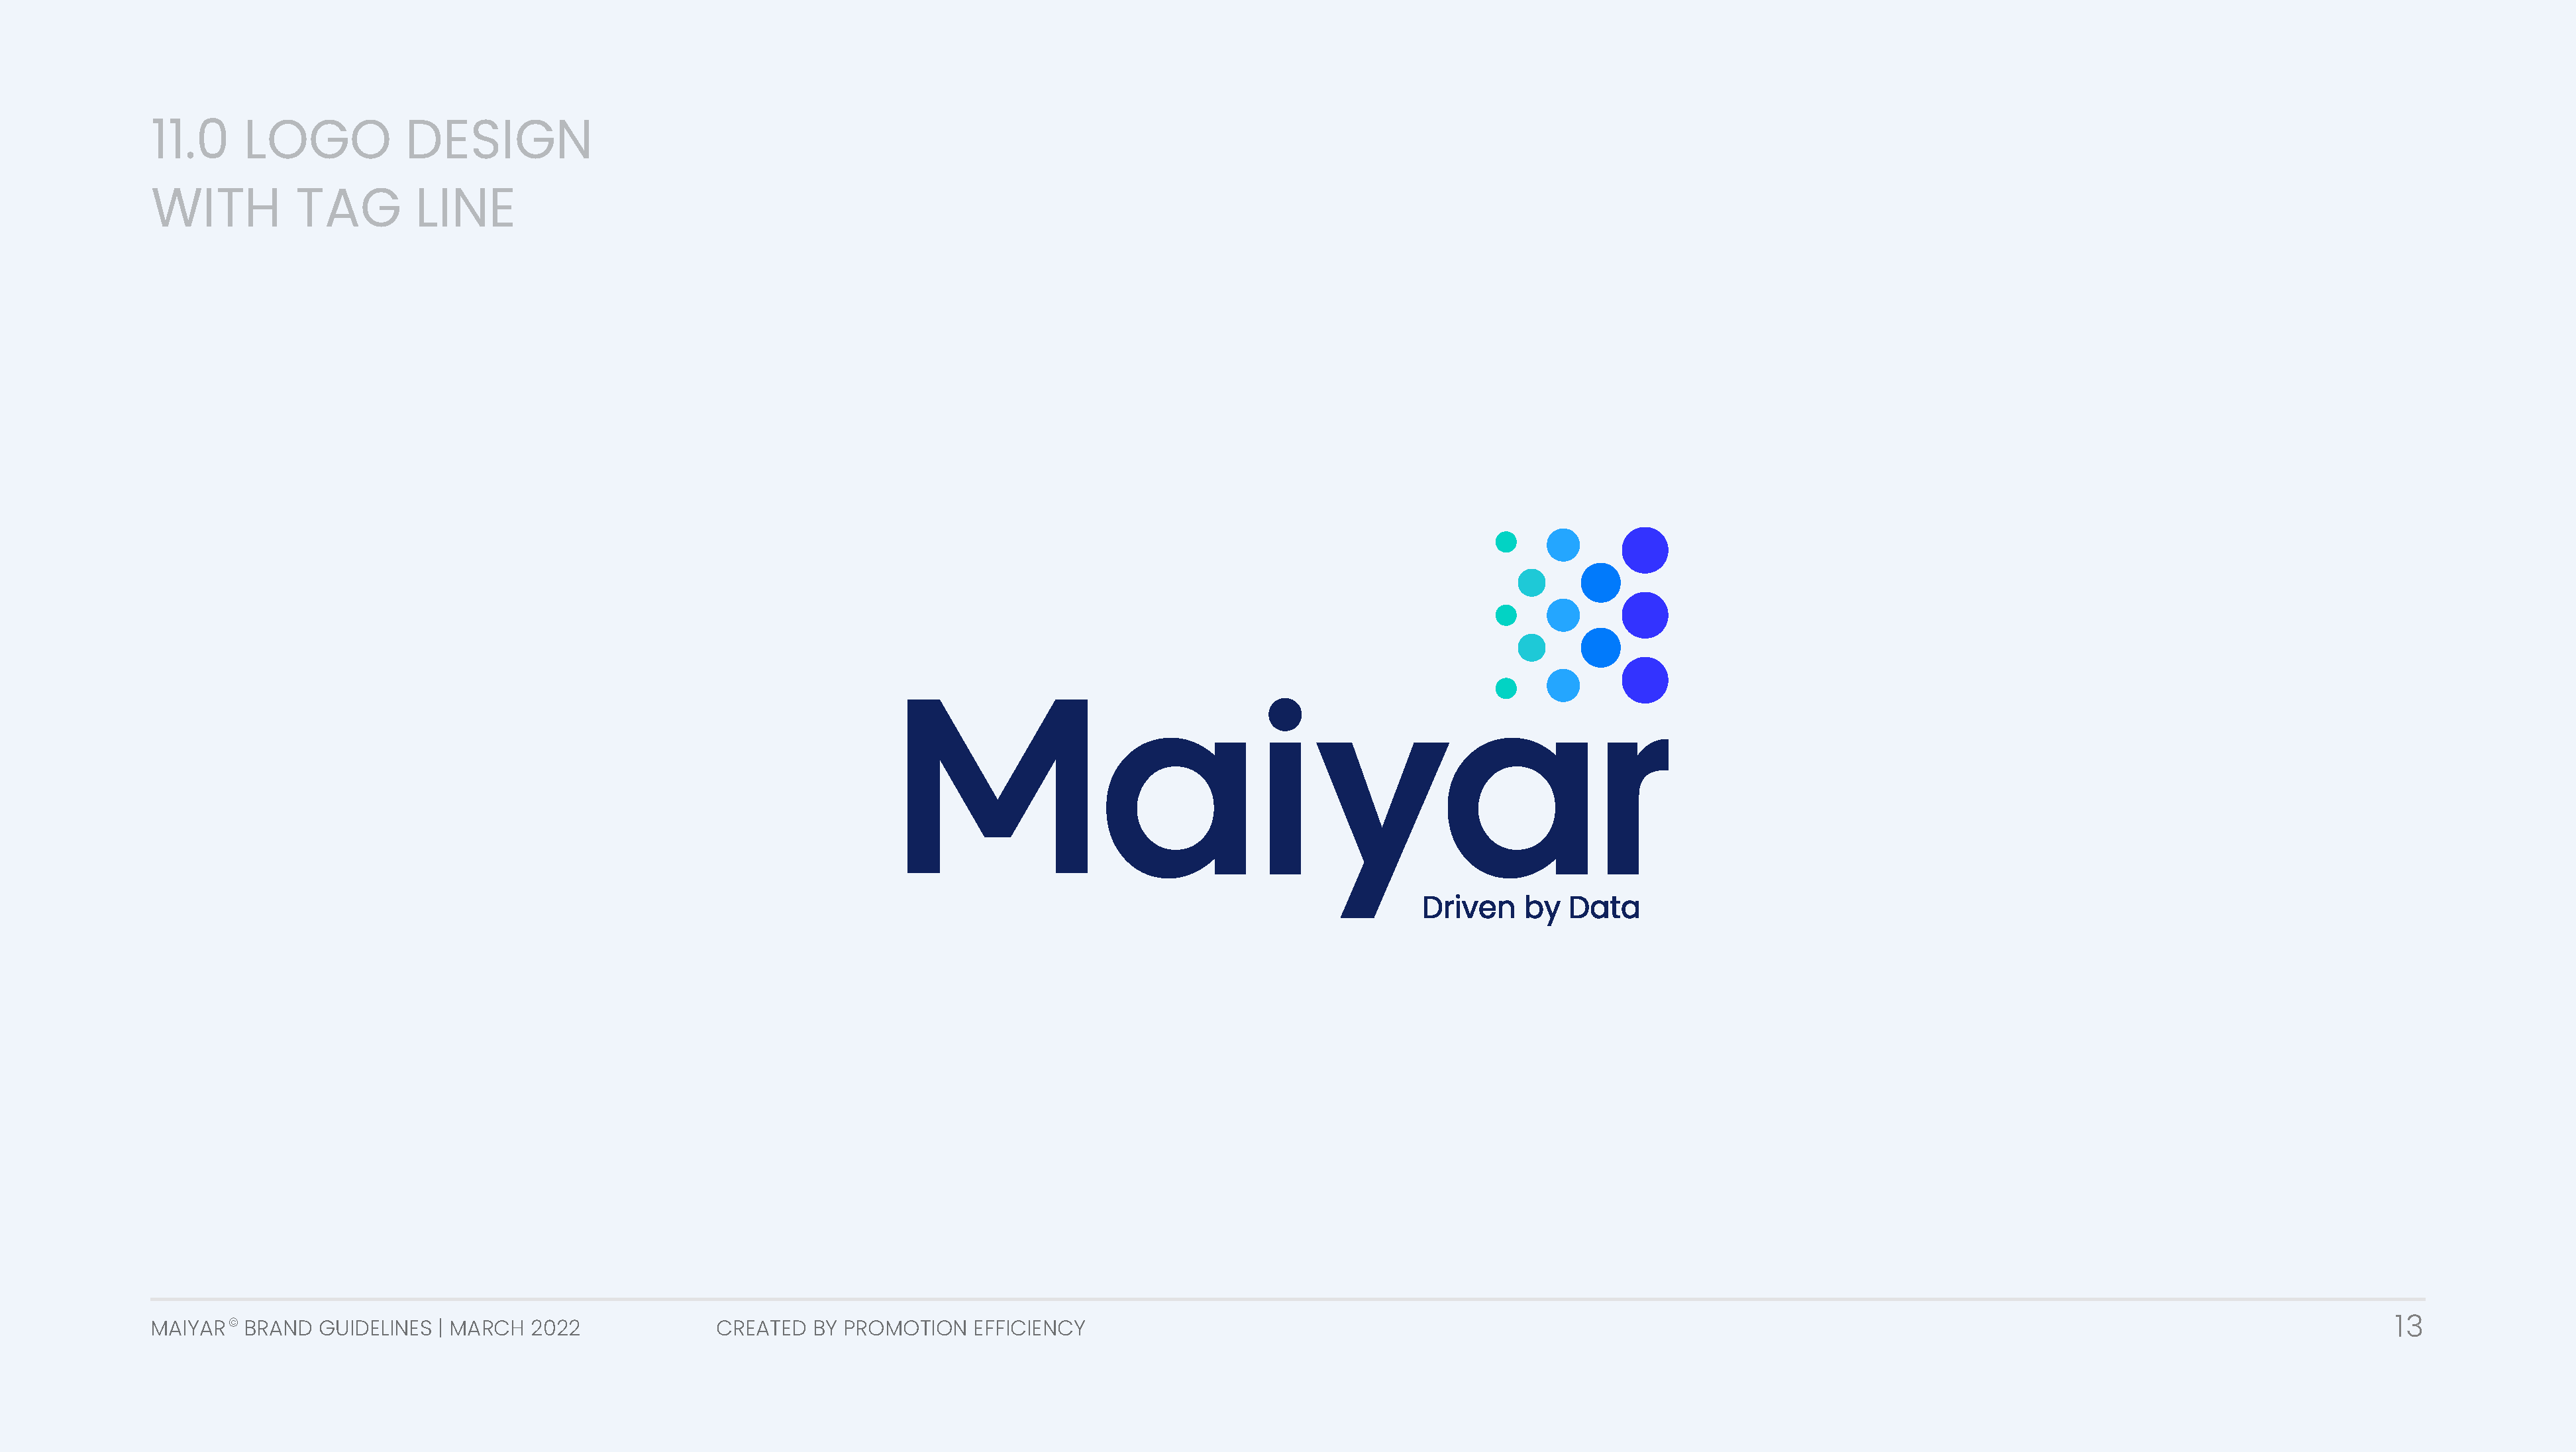 11.0 LOGO DESIGN
WITH TAG LINE
Maiyar
Driven by Data
MAIYAR© BRAND GUIDELINES | MARCH 2022
CREATED BY PROMOTION EFFICIENCY
13